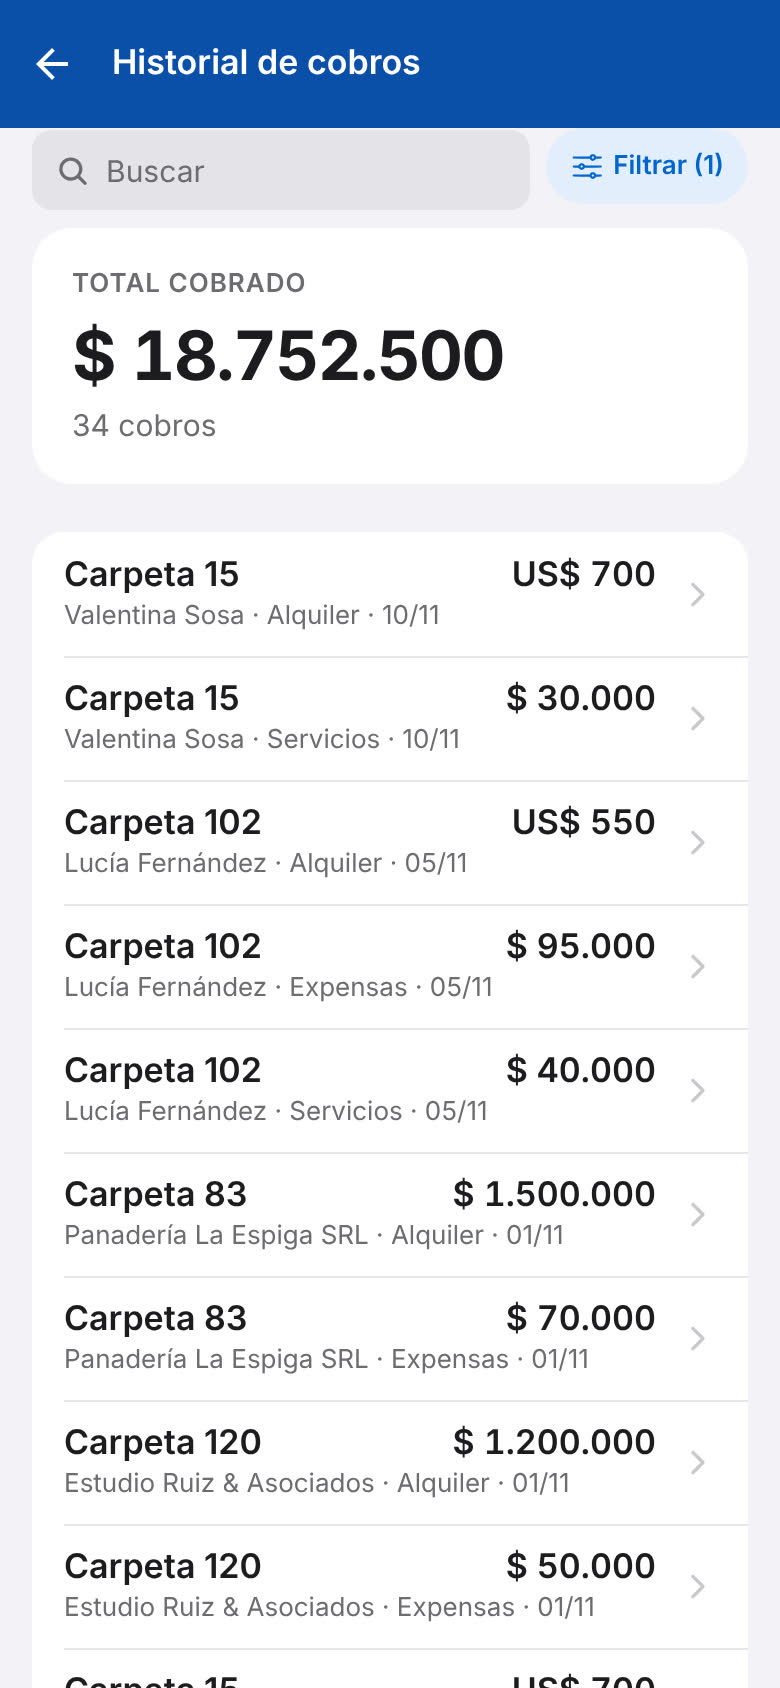 Historial de cobros
Buscar
Filtrar (1)
TOTAL COBRADO
$ 18.752.500
34 cobros
Carpeta 15 US$ 700
Valentina Sosa · Alquiler · 10/11
Carpeta 15 $ 30.000
Valentina Sosa · Servicios · 10/11
Carpeta 102 US$ 550
Lucía Fernández · Alquiler · 05/11
Carpeta 102 $ 95.000
Lucía Fernández · Expensas · 05/11
Carpeta 102 $ 40.000
Lucía Fernández · Servicios · 05/11
Carpeta 83 $ 1.500.000
Panadería La Espiga SRL · Alquiler · 01/11
Carpeta 83 $ 70.000
Panadería La Espiga SRL · Expensas · 01/11
Carpeta 120 $ 1.200.000
Estudio Ruiz & Asociados · Alquiler · 01/11
Carpeta 120 $ 50.000
Estudio Ruiz & Asociados · Expensas · 01/11
Carpeta 15 US$ 700